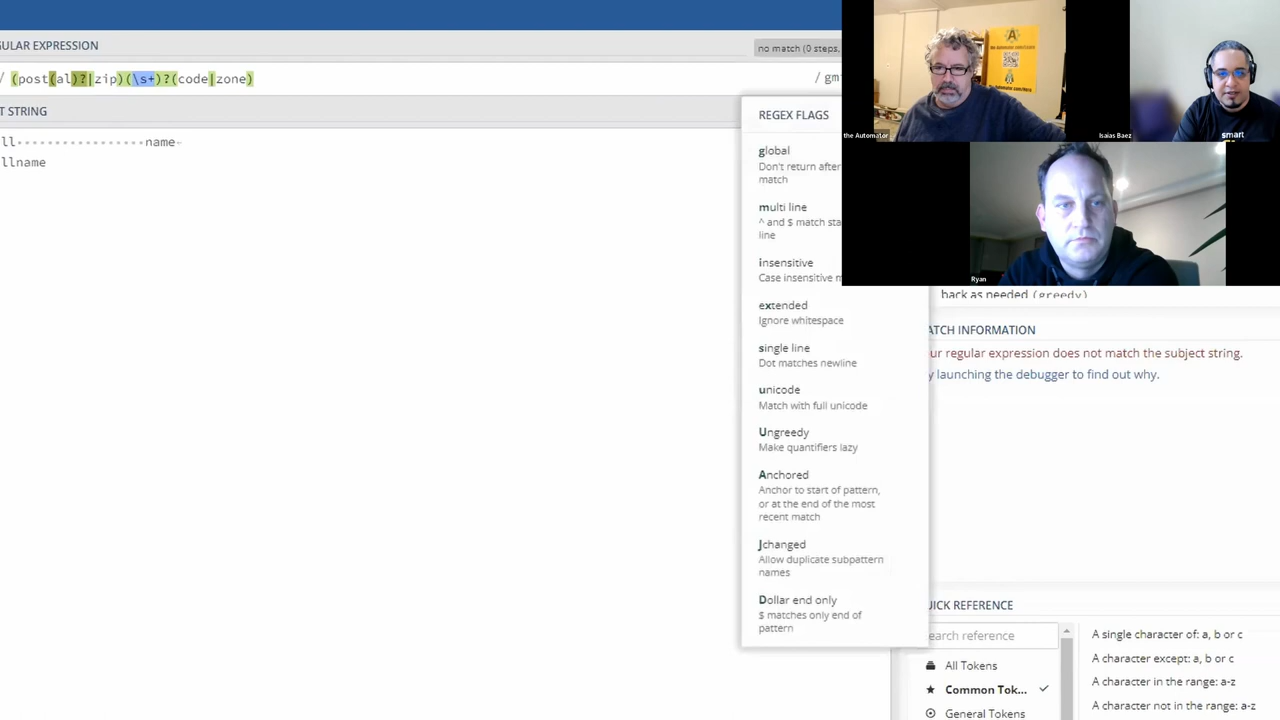 GULAR EXPRESSION
no match (0 steps,
/ (post(al)?|zip)(\s+)?(code|zone)
/ gm
T STRING
ll················name
llname
REGEX FLAGS
global
Don't return after
match
multi line
^ and $ match sta
line
insensitive
Case insensitive m
extended
Ignore whitespace
single line
Dot matches newline
unicode
Match with full unicode
Ungreedy
Make quantifiers lazy
Anchored
Anchor to start of pattern,
or at the end of the most
recent match
Jchanged
Allow duplicate subpattern
names
Dollar end only
$ matches only end of
pattern
the Automator
Isaias Baez
smart
Ryan
back as needed (greedy)
ATCH INFORMATION
ur regular expression does not match the subject string.
y launching the debugger to find out why.
UICK REFERENCE
earch reference
All Tokens
Common Tok...
General Tokens
A single character of: a, b or c
A character except: a, b or c
A character in the range: a-z
A character not in the range: a-z